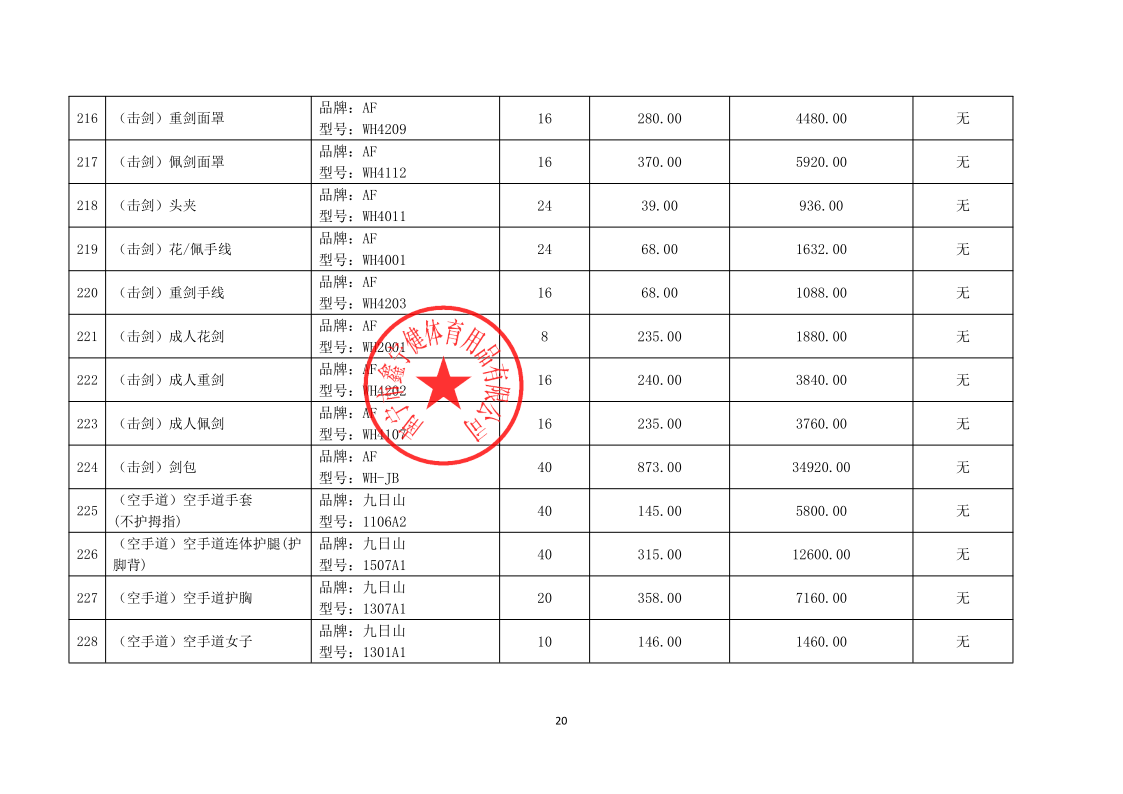 216 （击剑）重剑面罩 品牌：AF 16 280.00 4480.00 无
型号：WH4209
217 （击剑）佩剑面罩 品牌：AF 16 370.00 5920.00 无
型号：WH4112
218 （击剑）头夹 品牌：AF 24 39.00 936.00 无
型号：WH4011
219 （击剑）花/佩手线 品牌：AF 24 68.00 1632.00 无
型号：WH4001
220 （击剑）重剑手线 品牌：AF 16 68.00 1088.00 无
型号：WH4203
221 （击剑）成人花剑 品牌：AF 8 235.00 1880.00 无
型号：WH2001
222 （击剑）成人重剑 品牌：AF 16 240.00 3840.00 无
型号：WH4202
223 （击剑）成人佩剑 品牌：AF 16 235.00 3760.00 无
型号：WH4107
224 （击剑）剑包 品牌：AF 40 873.00 34920.00 无
型号：WH-JB
225 （空手道）空手道手套 品牌：九日山 40 145.00 5800.00 无
(不护拇指) 型号：1106A2
226 （空手道）空手道连体护腿(护 品牌：九日山 40 315.00 12600.00 无
脚背) 型号：1507A1
227 （空手道）空手道护胸 品牌：九日山 20 358.00 7160.00 无
型号：1307A1
228 （空手道）空手道女子 品牌：九日山 10 146.00 1460.00 无
型号：1301A1
南宁市鑫 健体育用品有限公司
20